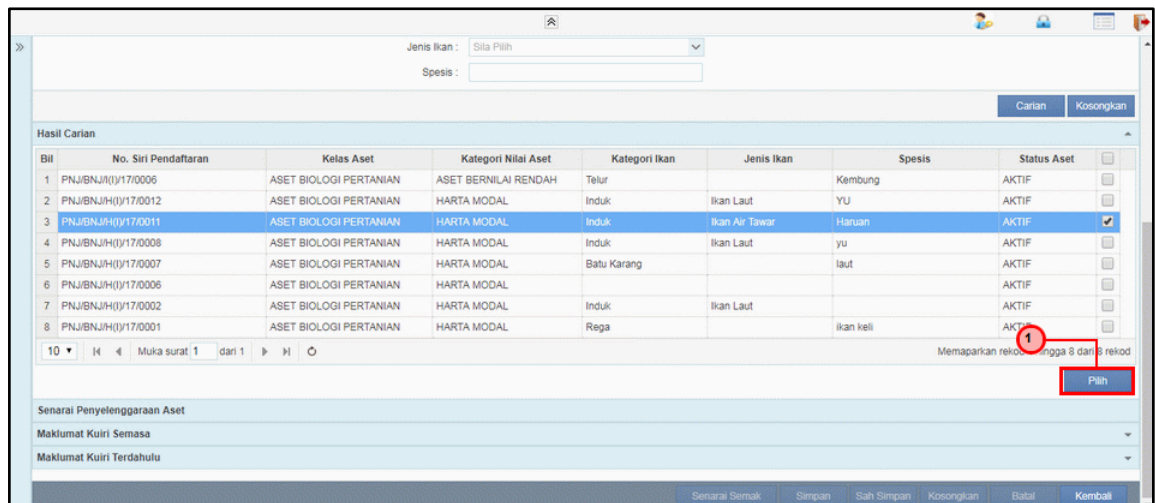 Jenis Ikan : Sila Pilih
Spesis :
Carian Kosongkan
Hasil Carian
Bil No. Siri Pendaftaran Kelas Aset Kategori Nilai Aset Kategori Ikan Jenis Ikan Spesis Status Aset
1 PNJ/BNJ/I(I)/17/0006 ASET BIOLOGI PERTANIAN ASET BERNILAI RENDAH Telur Kembung AKTIF
2 PNJ/BNJ/H(I)/17/0012 ASET BIOLOGI PERTANIAN HARTA MODAL Induk Ikan Laut YU AKTIF
3 PNJ/BNJ/H(I)/17/0011 ASET BIOLOGI PERTANIAN HARTA MODAL Induk Ikan Air Tawar Haruan AKTIF
4 PNJ/BNJ/H(I)/17/0008 ASET BIOLOGI PERTANIAN HARTA MODAL Induk Ikan Laut yu AKTIF
5 PNJ/BNJ/H(I)/17/0007 ASET BIOLOGI PERTANIAN HARTA MODAL Batu Karang laut AKTIF
6 PNJ/BNJ/H(I)/17/0006 ASET BIOLOGI PERTANIAN HARTA MODAL AKTIF
7 PNJ/BNJ/H(I)/17/0002 ASET BIOLOGI PERTANIAN HARTA MODAL Induk Ikan Laut AKTIF
8 PNJ/BNJ/H(I)/17/0001 ASET BIOLOGI PERTANIAN HARTA MODAL Rega ikan keli
1
10 Muka surat 1 dari 1 Memaparkan 8 dari 8 rekod
Pilih
Senarai Penyelenggaraan Aset
Maklumat Kuiri Semasa
Maklumat Kuiri Terdahulu
Senarai Semak Simpan Sah Simpan Kosongkan Batal Kembali